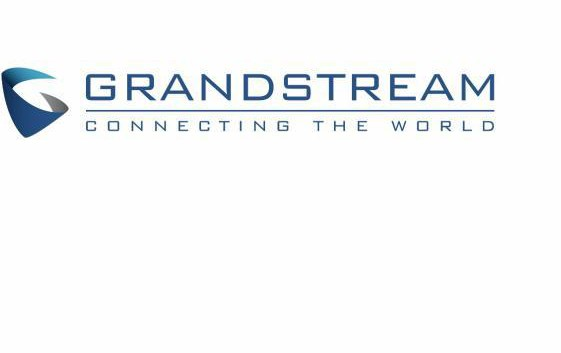 GRANDSTREAM
CONNECTING THE WORLD